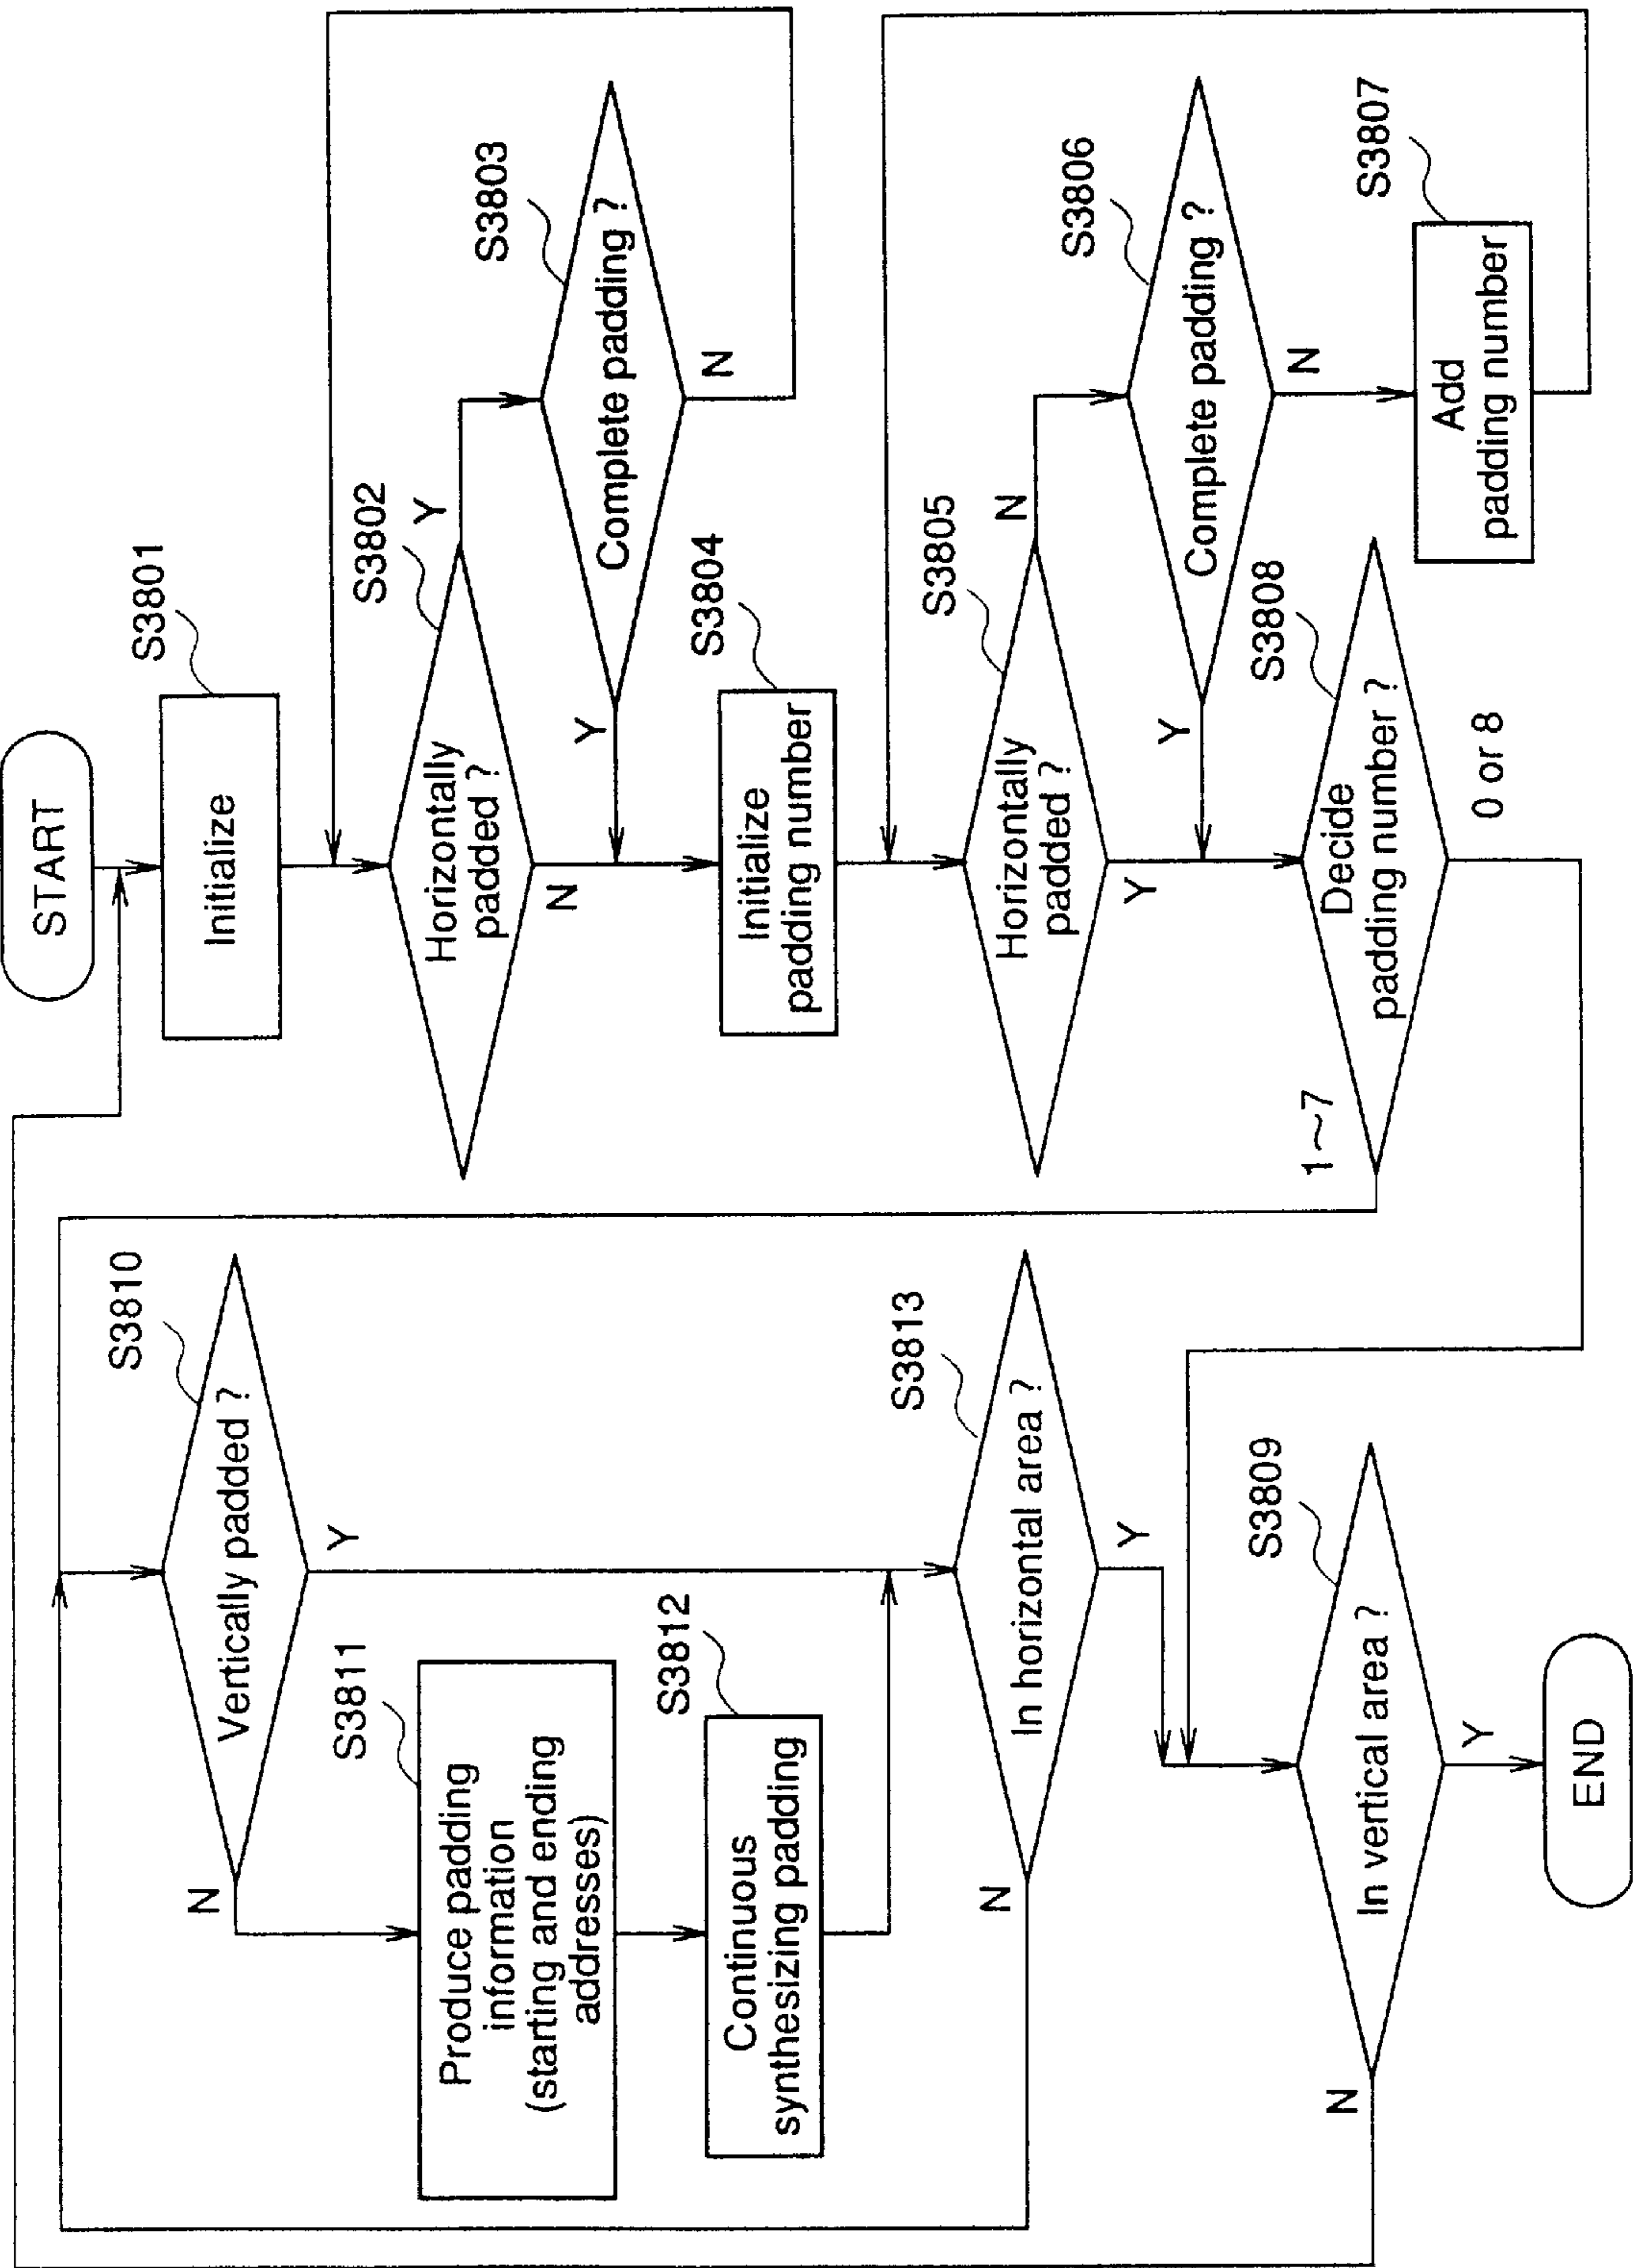 START
S3801
Initialize
S3802
Horizontally
padded ?
Y
N
S3803
Complete padding ?
Y
N
S3804
Initialize
padding number
S3805
Horizontally
padded ?
N
Y
S3806
Complete padding ?
Y
N
S3807
Add
padding number
S3808
Decide
padding number ?
1~7
0 or 8
S3810
Vertically padded ?
N
Y
S3811
Produce padding
information
(starting and ending
addresses)
S3812
Continuous
synthesizing padding
S3813
In horizontal area ?
N
Y
S3809
In vertical area ?
N
Y
END